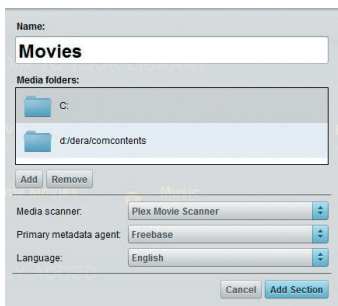 Name:
Movies
Media folders:
C:
d:/dera/comcontents
Add Remove
Music
Media scanner: Plex Movie Scanner
Primary metadata agent: Freebase
Language: English
Cancel Add Section